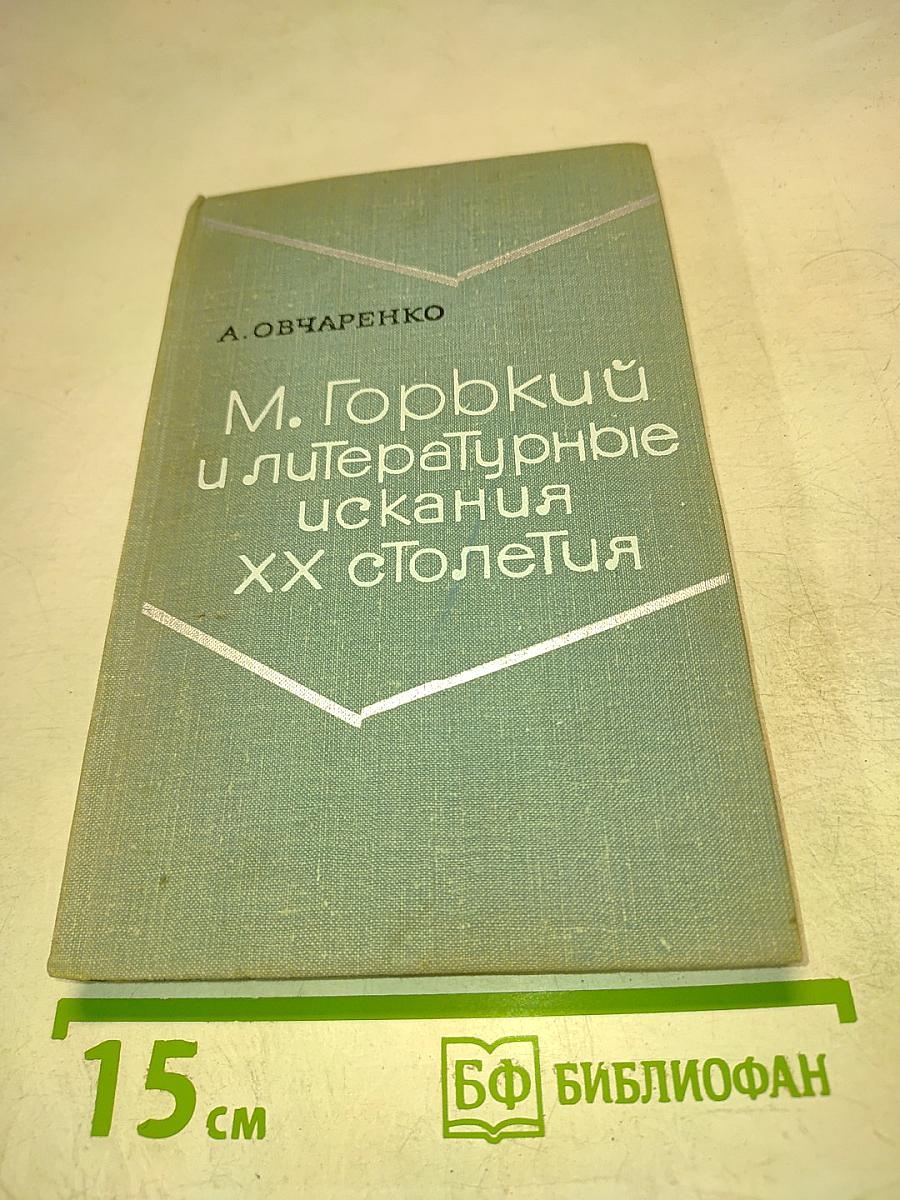 А. ОВЧАРЕНКО
М. Горький
и литературные
искания
XX столетия
15 см
БФ БИБЛИОФАН